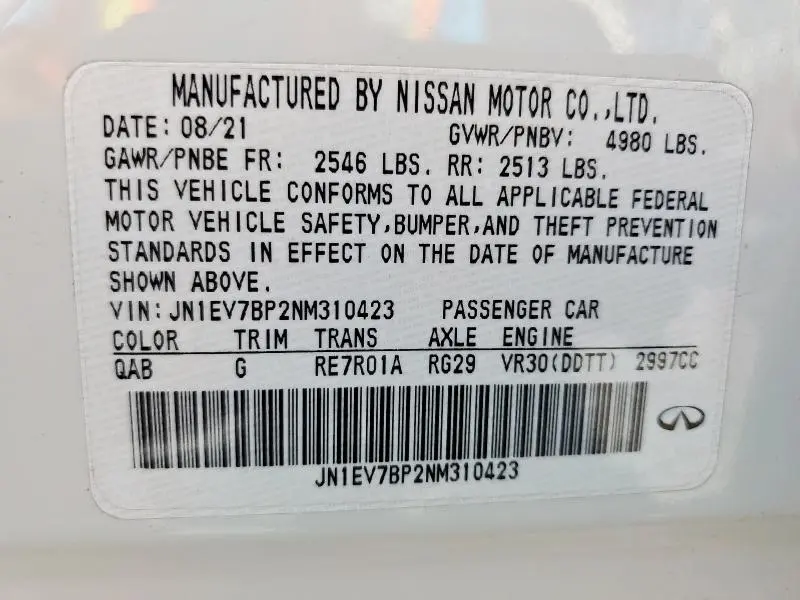 MANUFACTURED BY NISSAN MOTOR CO.,LTD.
DATE: 08/21 GVWR/PNBV: 4980 LBS.
GAWR/PNBE FR: 2546 LBS. RR: 2513 LBS.
THIS VEHICLE CONFORMS TO ALL APPLICABLE FEDERAL
MOTOR VEHICLE SAFETY,BUMPER,AND THEFT PREVENTION
STANDARDS IN EFFECT ON THE DATE OF MANUFACTURE
SHOWN ABOVE.
VIN: JN1EV7BP2NM310423 PASSENGER CAR
COLOR TRIM TRANS AXLE ENGINE
QAB G RE7R01A RG29 VR30(DDTT) 2997CC
JN1EV7BP2NM310423